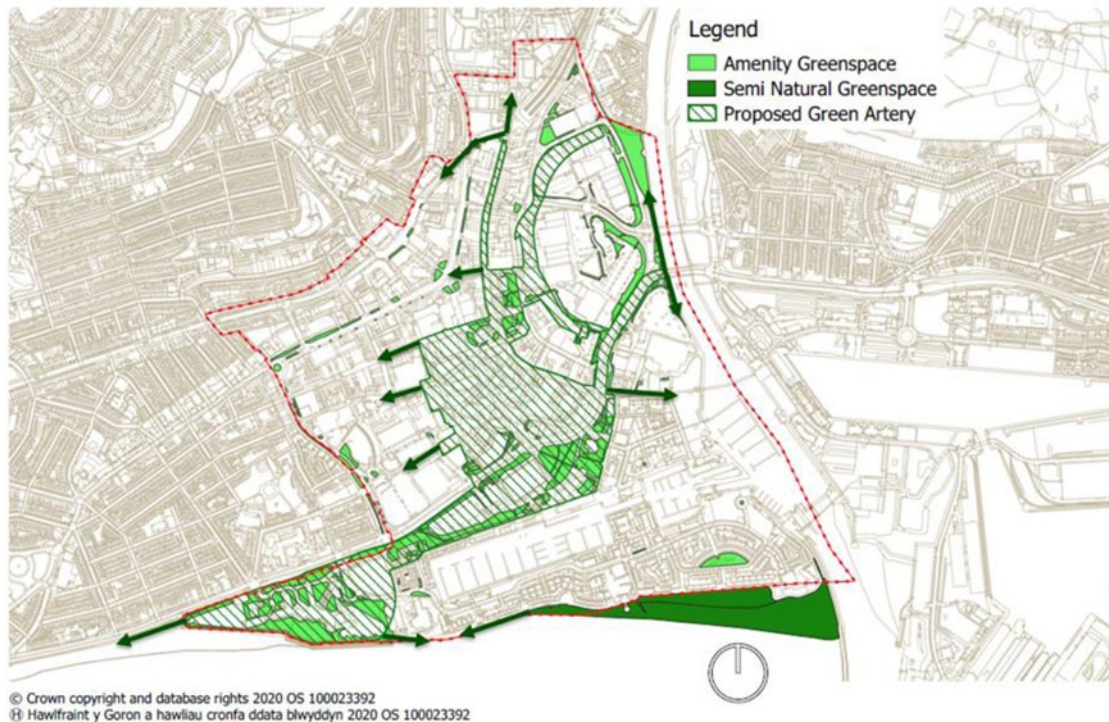 Legend
Amenity Greenspace
Semi Natural Greenspace
Proposed Green Artery
© Crown copyright and database rights 2020 OS 100023392
Ⓗ Hawlfraint y Goron a hawliau cronfa ddata blwyddyn 2020 OS 100023392